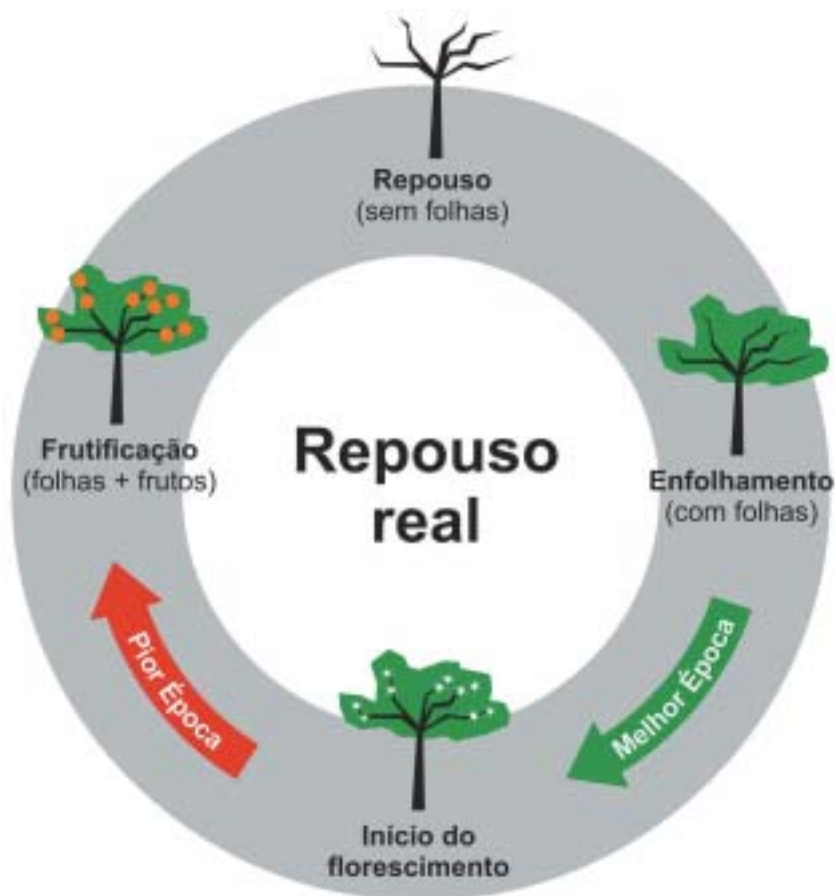 Repouso
(sem folhas)
Frutificação
(folhas + frutos)
Repouso
real
Enfolhamento
(com folhas)
Pior Época
Melhor Época
Início do
florescimento